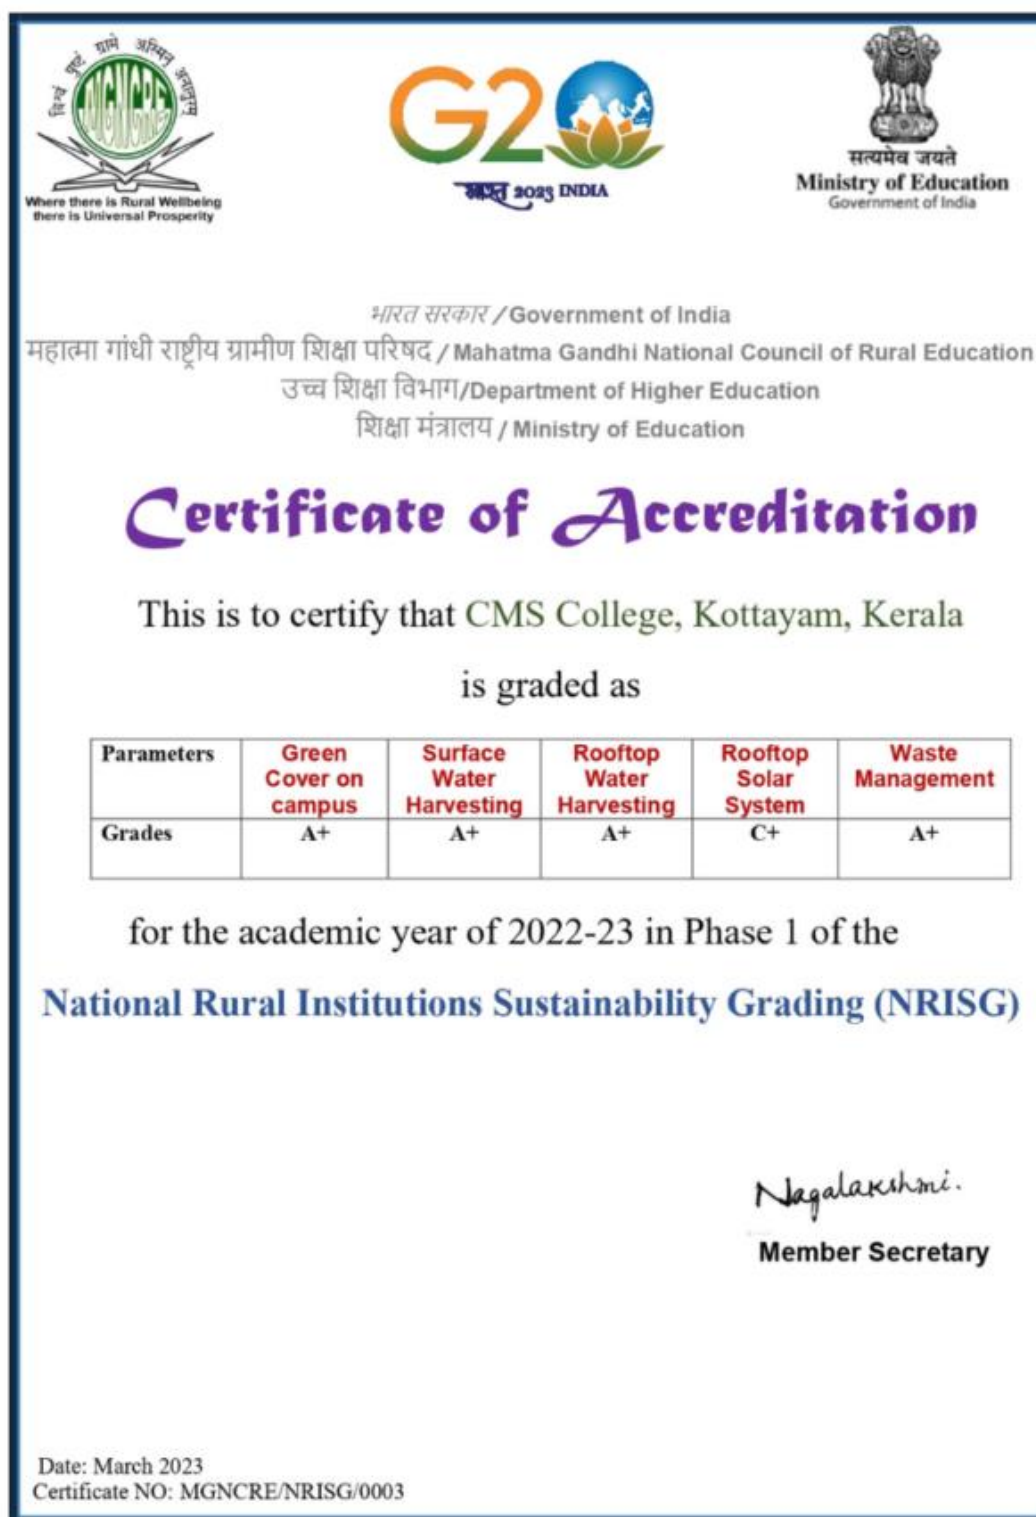 विश्वं पुष्टं ग्रामे अस्मिन् अनातुरम्
MGNCRE
Where there is Rural Wellbeing
there is Universal Prosperity
G20
भारत 2023 INDIA
सत्यमेव जयते
Ministry of Education
Government of India
भारत सरकार / Government of India
महात्मा गांधी राष्ट्रीय ग्रामीण शिक्षा परिषद / Mahatma Gandhi National Council of Rural Education
उच्च शिक्षा विभाग/Department of Higher Education
शिक्षा मंत्रालय / Ministry of Education
Certificate of Accreditation
This is to certify that CMS College, Kottayam, Kerala
is graded as
Parameters Green Cover on campus Surface Water Harvesting Rooftop Water Harvesting Rooftop Solar System Waste Management
Grades A+ A+ A+ C+ A+
for the academic year of 2022-23 in Phase 1 of the
National Rural Institutions Sustainability Grading (NRISG)
Nagalakshmi.
Member Secretary
Date: March 2023
Certificate NO: MGNCRE/NRISG/0003